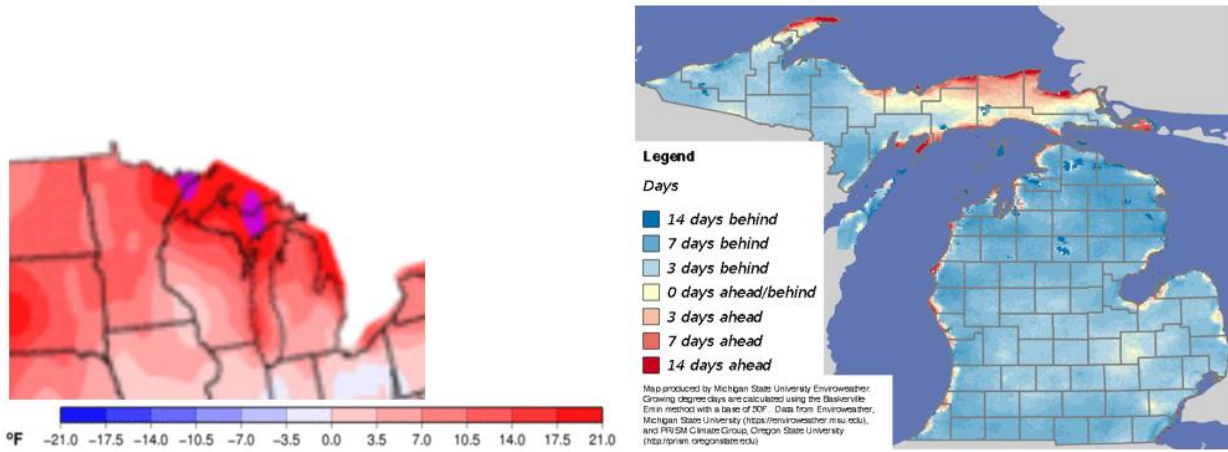 °F
-21.0 -17.5 -14.0 -10.5 -7.0 -3.5 0.0 3.5 7.0 10.5 14.0 17.5 21.0
Legend
Days
14 days behind
7 days behind
3 days behind
0 days ahead/behind
3 days ahead
7 days ahead
14 days ahead
Map produced by Michigan State University Enviroweather.
Growing degree days are calculated using the Baskerville
Emin method with a base of 50F. Data from Enviroweather,
Michigan State University (https://enviroweather.msu.edu),
and PRISM Climate Group, Oregon State University
(http://prism.oregonstate.edu)